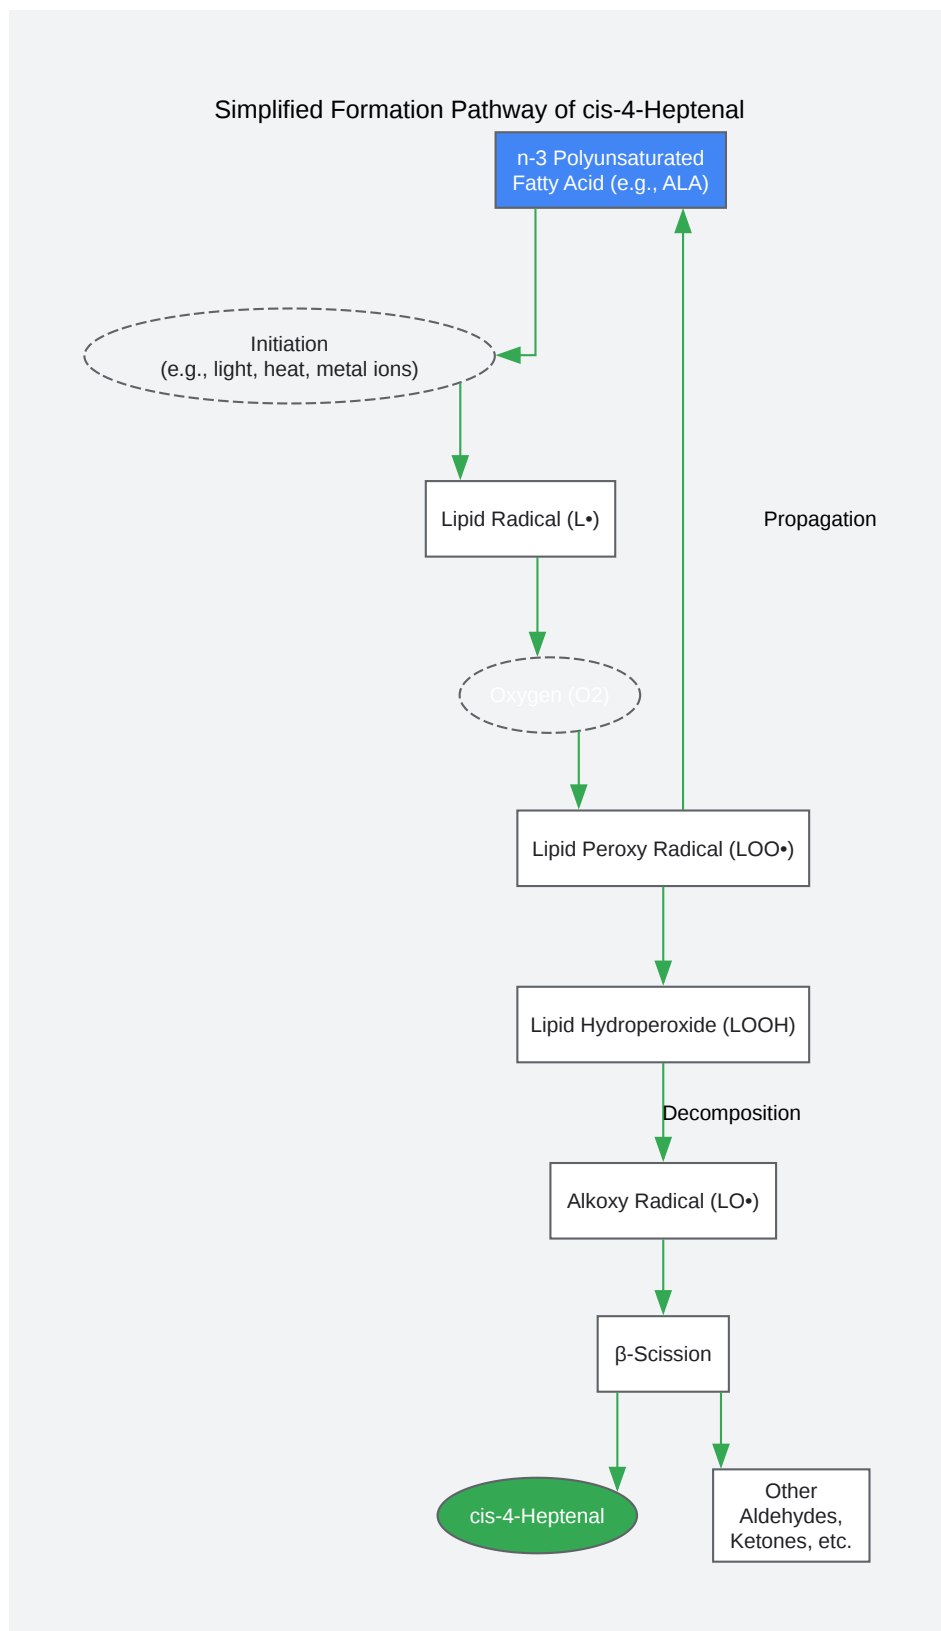 Simplified Formation Pathway of cis-4-Heptenal
n-3 Polyunsaturated
Fatty Acid (e.g., ALA)
Initiation
(e.g., light, heat, metal ions)
Lipid Radical (L•)
Propagation
Oxygen (O2)
Lipid Peroxy Radical (LOO•)
Lipid Hydroperoxide (LOOH)
Decomposition
Alkoxy Radical (LO•)
β-Scission
cis-4-Heptenal
Other
Aldehydes,
Ketones, etc.